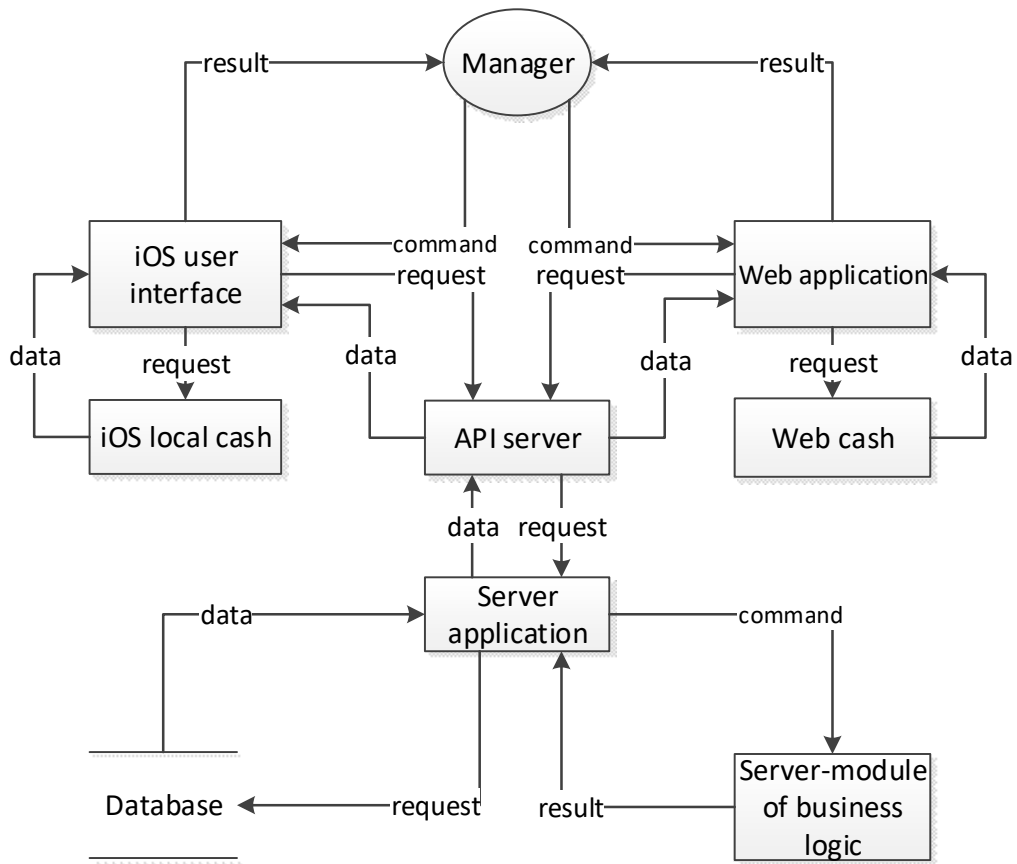 result
Manager
result
iOS user
interface
command
command
request
request
Web application
data
request
data
data
request
data
iOS local cash
API server
Web cash
data
request
data
Server
application
command
Database
request
result
Server-module
of business
logic